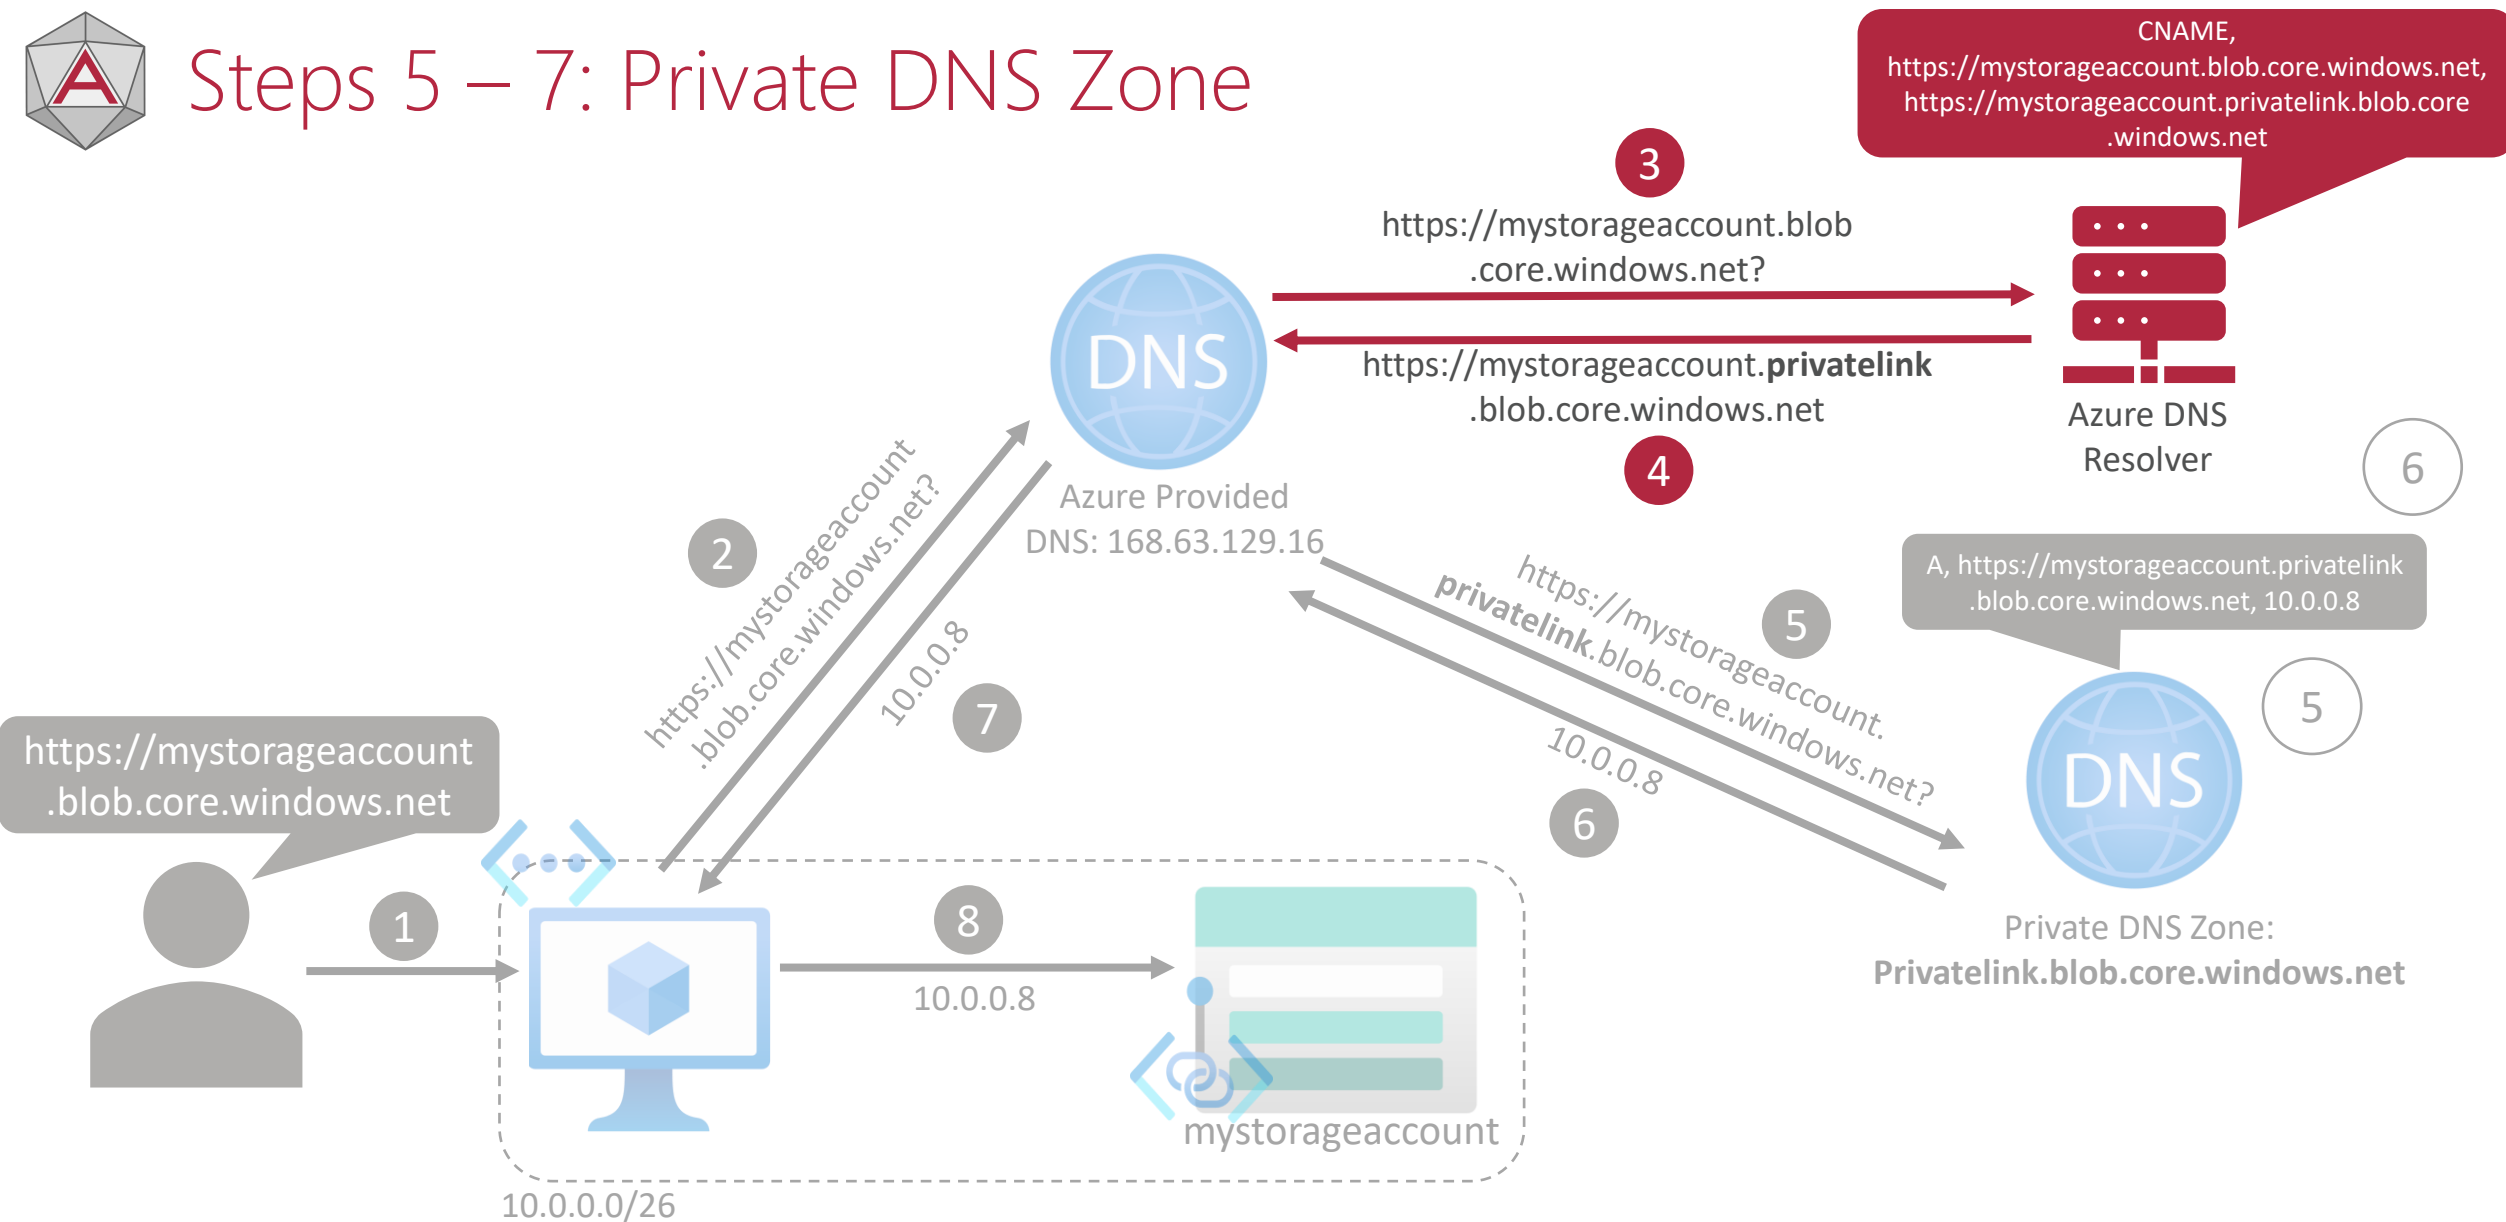 A
Steps 5 – 7: Private DNS Zone
CNAME,
https://mystorageaccount.blob.core.windows.net,
https://mystorageaccount.privatelink.blob.core
.windows.net
3
https://mystorageaccount.blob
.core.windows.net?
DNS
https://mystorageaccount.privatelink
.blob.core.windows.net
4
Azure DNS
Resolver
6
Azure Provided
DNS: 168.63.129.16
2
https://mystorageaccount
.blob.core.windows.net?
10.0.0.8
7
https://mystorageaccount.
privatelink.blob.core.windows.net?
5
10.0.0.8
6
A, https://mystorageaccount.privatelink
.blob.core.windows.net, 10.0.0.8
5
DNS
Private DNS Zone:
Privatelink.blob.core.windows.net
https://mystorageaccount
.blob.core.windows.net
1
8
10.0.0.8
mystorageaccount
10.0.0.0/26